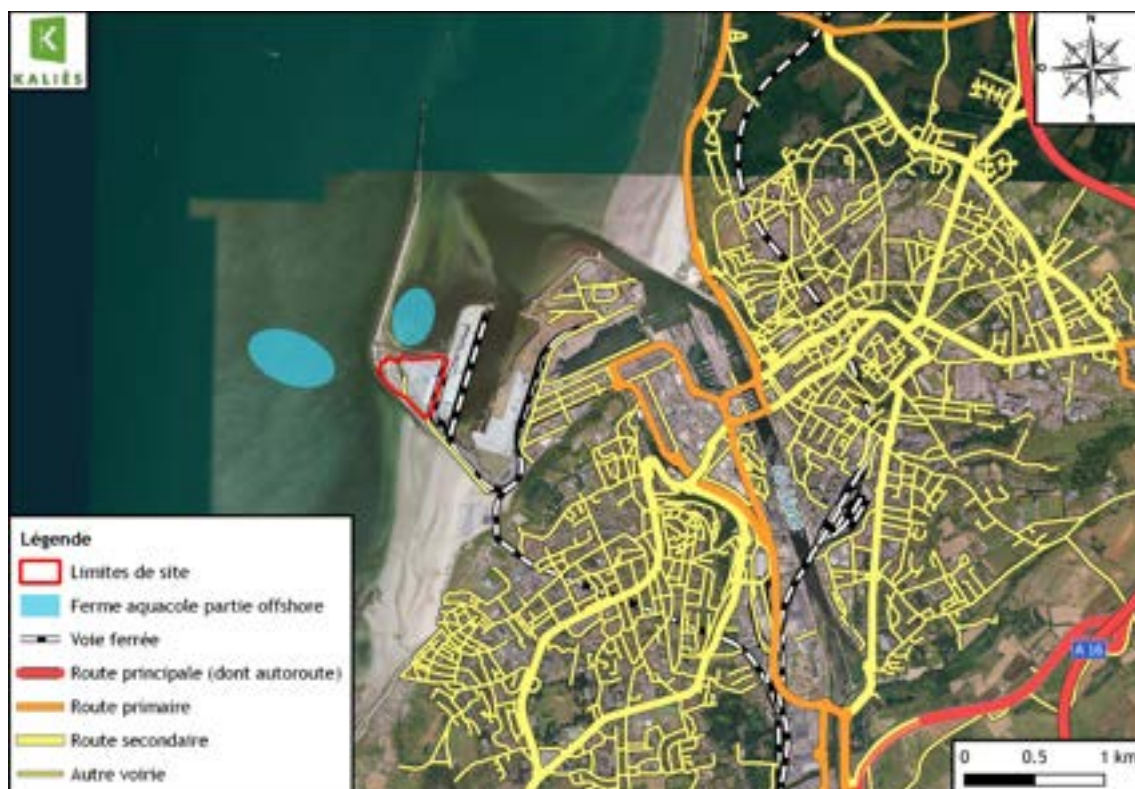 KALIÈS
N
O
S
Légende
Limites de site
Ferme aquacole partie offshore
Voie ferrée
Route principale (dont autoroute)
Route primaire
Route secondaire
Autre voirie
A 16
0 0.5 1 km